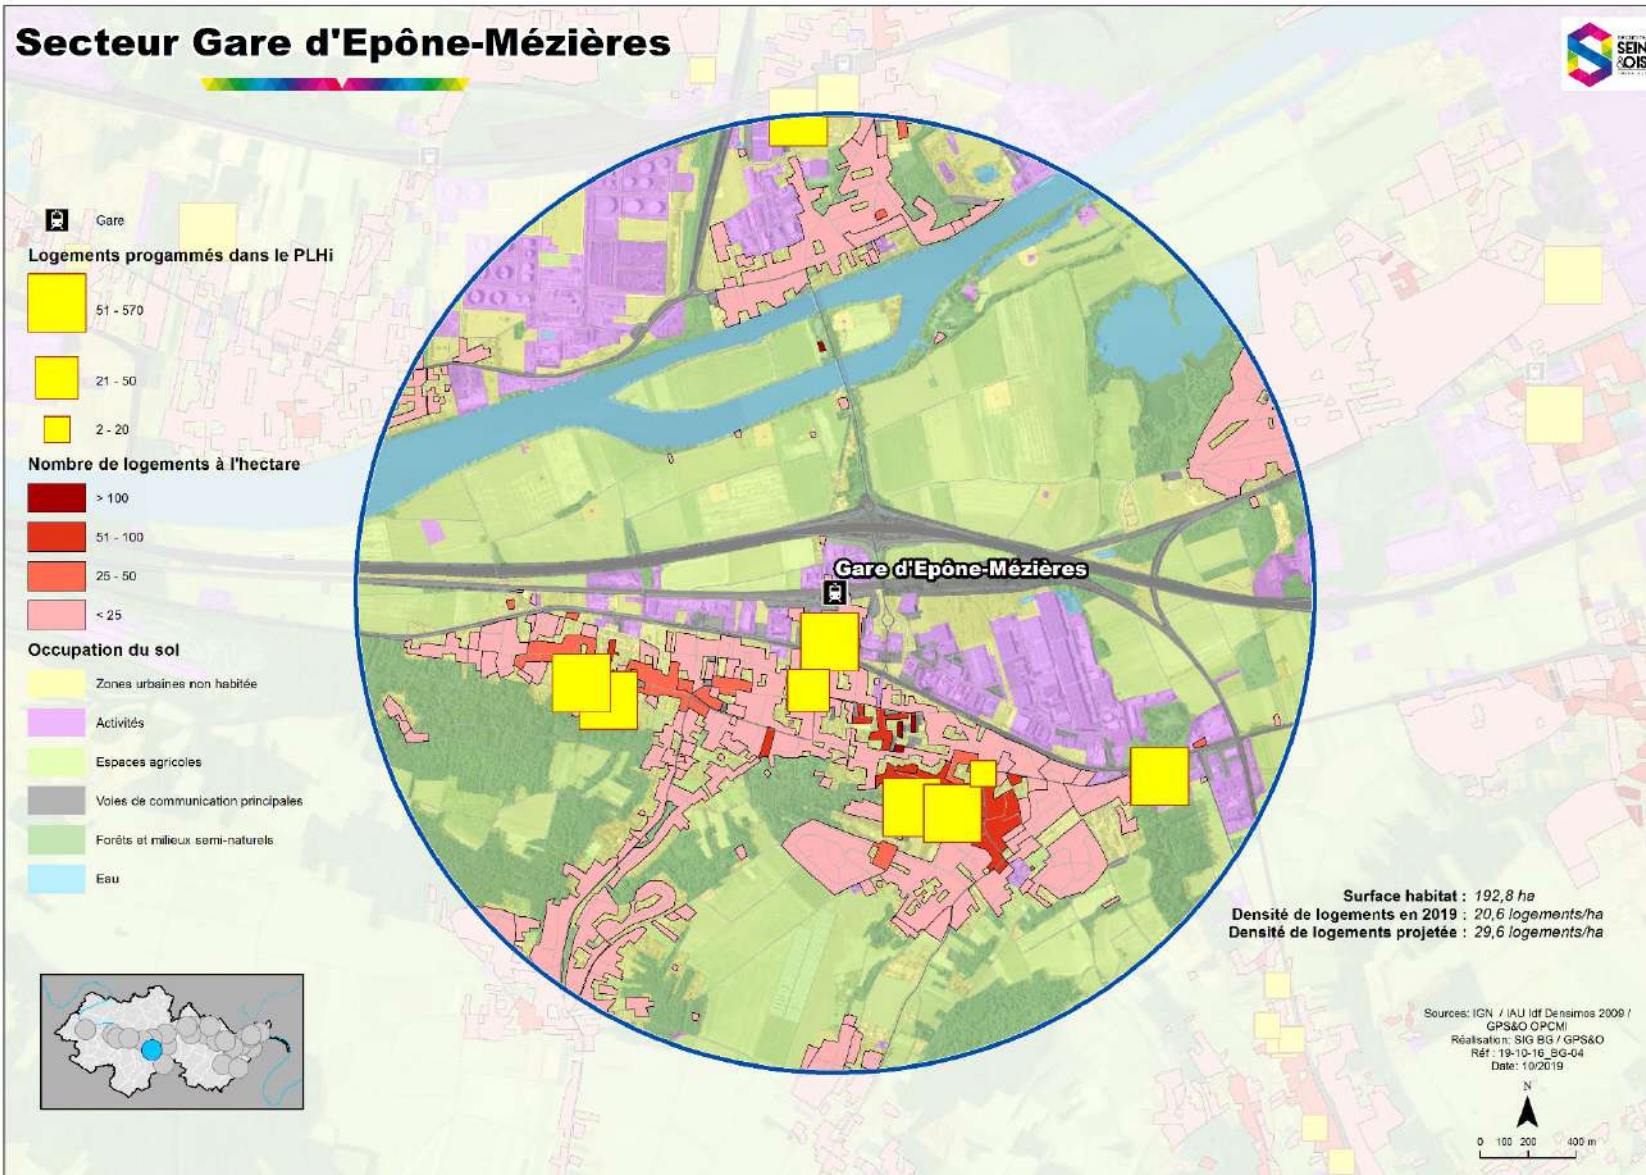 Secteur Gare d'Epône-Mézières
SEIN
&OIS
Gare
Logements progammés dans le PLHi
51 - 570
21 - 50
2 - 20
Nombre de logements à l'hectare
> 100
51 - 100
25 - 50
< 25
Occupation du sol
Zones urbaines non habitée
Activités
Espaces agricoles
Voies de communication principales
Forêts et milieux semi-naturels
Eau
Gare d'Epône-Mézières
Surface habitat : 192,8 ha
Densité de logements en 2019 : 20,6 logements/ha
Densité de logements projetée : 29,6 logements/ha
Sources: IGN / IAU Idf Densimos 2009 /
GPS&O OPCMI
Réalisation: SIG BG / GPS&O
Réf : 19-10-16_BG-04
Date: 10/2019
N
0 100 200 400 m